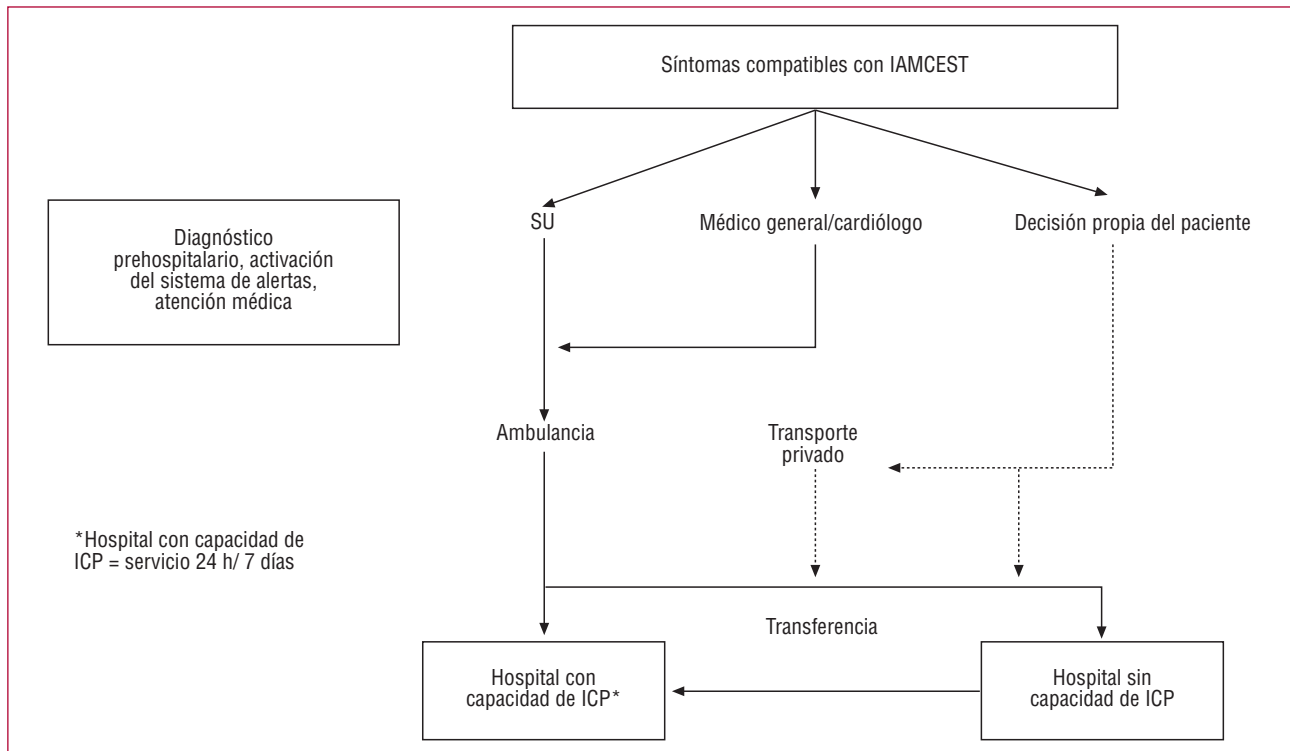 Síntomas compatibles con IAMCEST
SU
Médico general/cardiólogo
Decisión propia del paciente
Diagnóstico
prehospitalario, activación
del sistema de alertas,
atención médica
Ambulancia
Transporte
privado
*Hospital con capacidad de
ICP = servicio 24 h/ 7 días
Transferencia
Hospital con
capacidad de ICP*
Hospital sin
capacidad de ICP